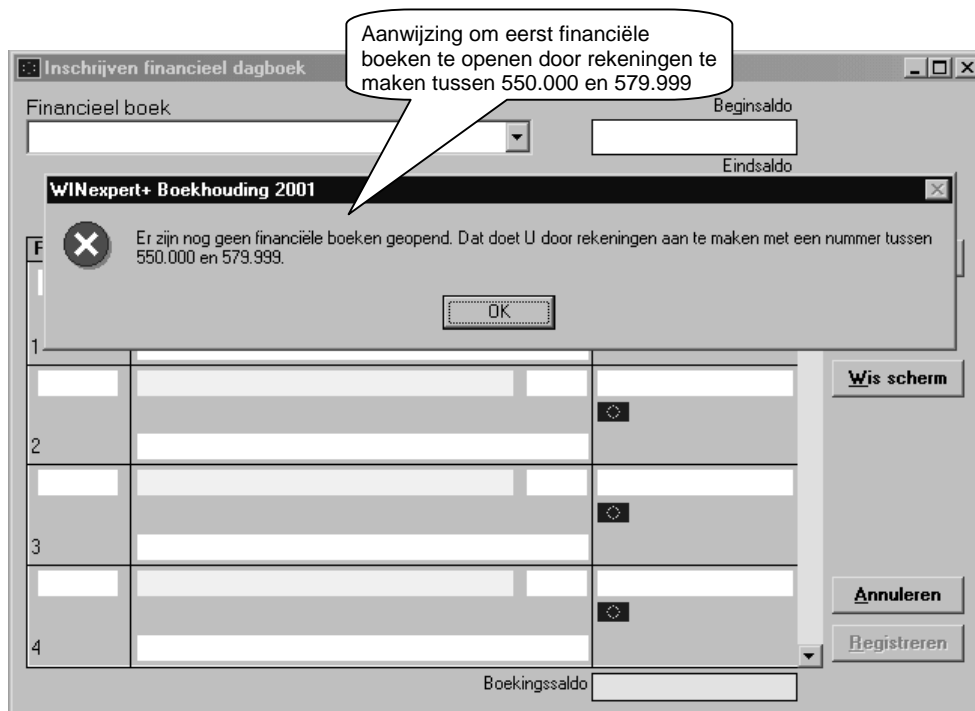 Aanwijzing om eerst financiële
boeken te openen door rekeningen te
maken tussen 550.000 en 579.999
Inschrijven financieel dagboek
Financieel boek
Beginsaldo
Eindsaldo
WINexpert+ Boekhouding 2001
Er zijn nog geen financiële boeken geopend. Dat doet U door rekeningen aan te maken met een nummer tussen
550.000 en 579.999.
OK
F
1
Wis scherm
2
3
Annuleren
4
Registreren
Boekingssaldo